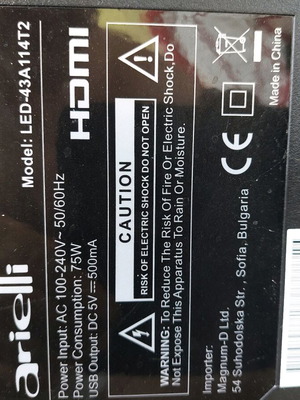 arielli
Model: LED-43A114T2
Power Input: AC 100-240V~ 50/60Hz
Power Consumption: 75W
USB Output: DC 5V⎓500mA
HDMI
CAUTION
RISK OF ELECTRIC SHOCK DO NOT OPEN
WARNING: To Reduce The Risk Of Fire Or Electric Shock,Do
Not Expose This Apparatus To Rain Or Moisture.
Importer:
Magnum-D Ltd.
54 Suhodolska Str. , Sofia, Bulgaria
CE
Made in China